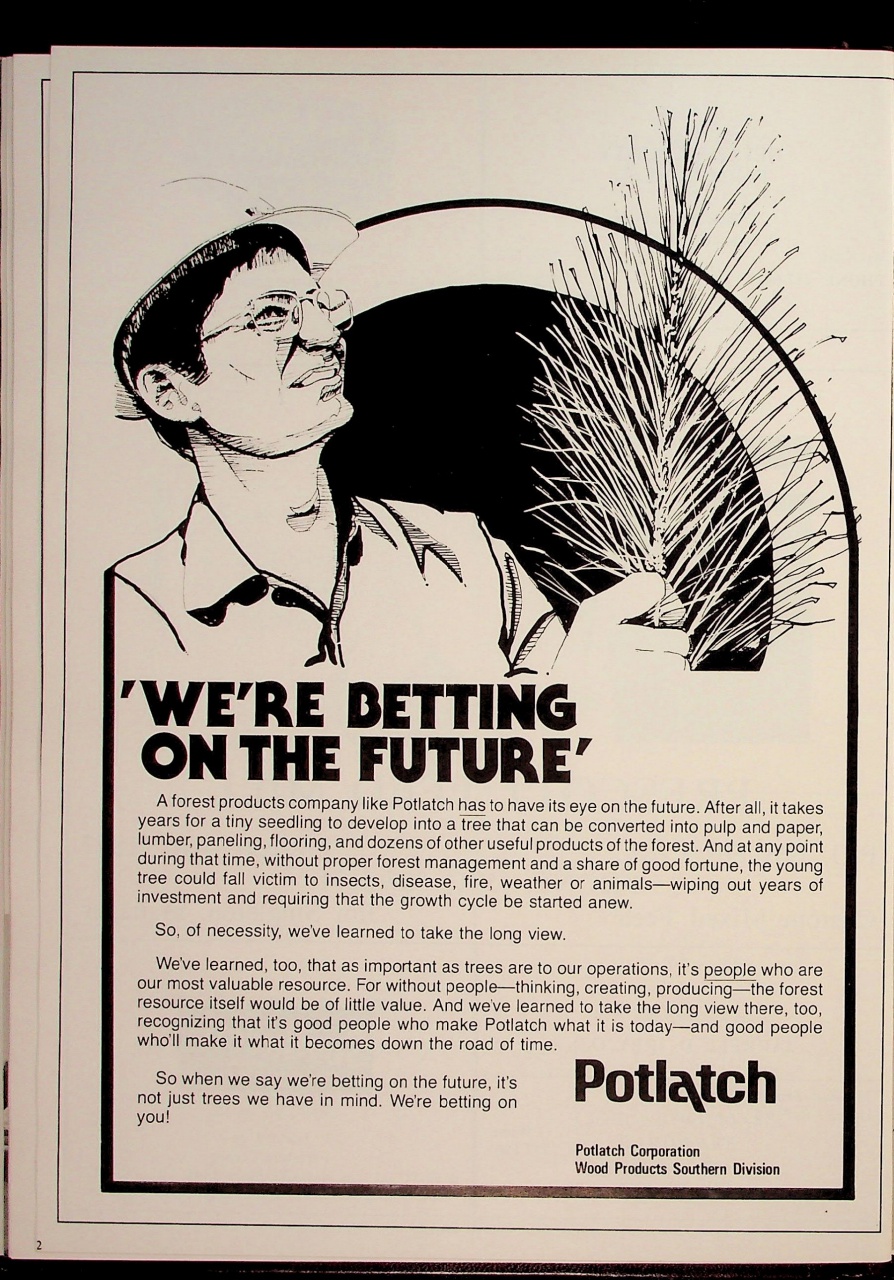 'WE'RE BETTING
ON THE FUTURE'
A forest products company like Potlatch has to have its eye on the future. After all, it takes
years for a tiny seedling to develop into a tree that can be converted into pulp and paper,
lumber, paneling, flooring, and dozens of other useful products of the forest. And at any point
during that time, without proper forest management and a share of good fortune, the young
tree could fall victim to insects, disease, fire, weather or animals—wiping out years of
investment and requiring that the growth cycle be started anew.
So, of necessity, we've learned to take the long view.
We've learned, too, that as important as trees are to our operations, it's people who are
our most valuable resource. For without people—thinking, creating, producing—the forest
resource itself would be of little value. And we've learned to take the long view there, too,
recognizing that it's good people who make Potlatch what it is today—and good people
who'll make it what it becomes down the road of time.
So when we say we're betting on the future, it's
not just trees we have in mind. We're betting on
you!
Potlatch
Potlatch Corporation
Wood Products Southern Division
2